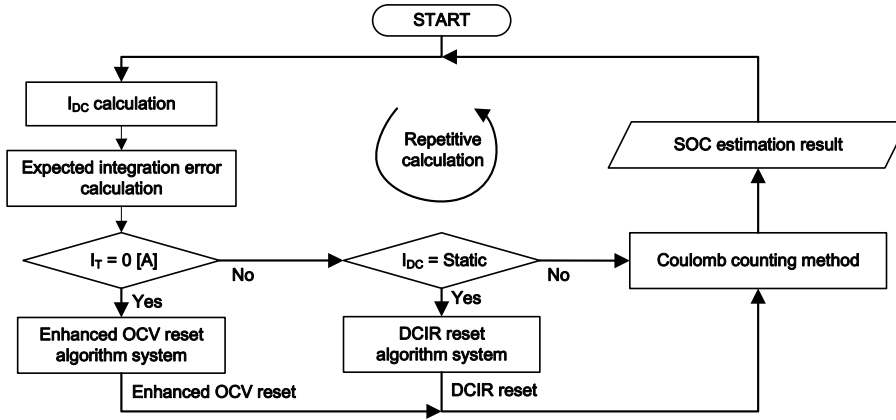 START
I_DC calculation
Expected integration error
calculation
Repetitive
calculation
SOC estimation result
I_T = 0 [A]
No
I_DC = Static
No
Coulomb counting method
Yes
Yes
Enhanced OCV reset
algorithm system
DCIR reset
algorithm system
Enhanced OCV reset
DCIR reset